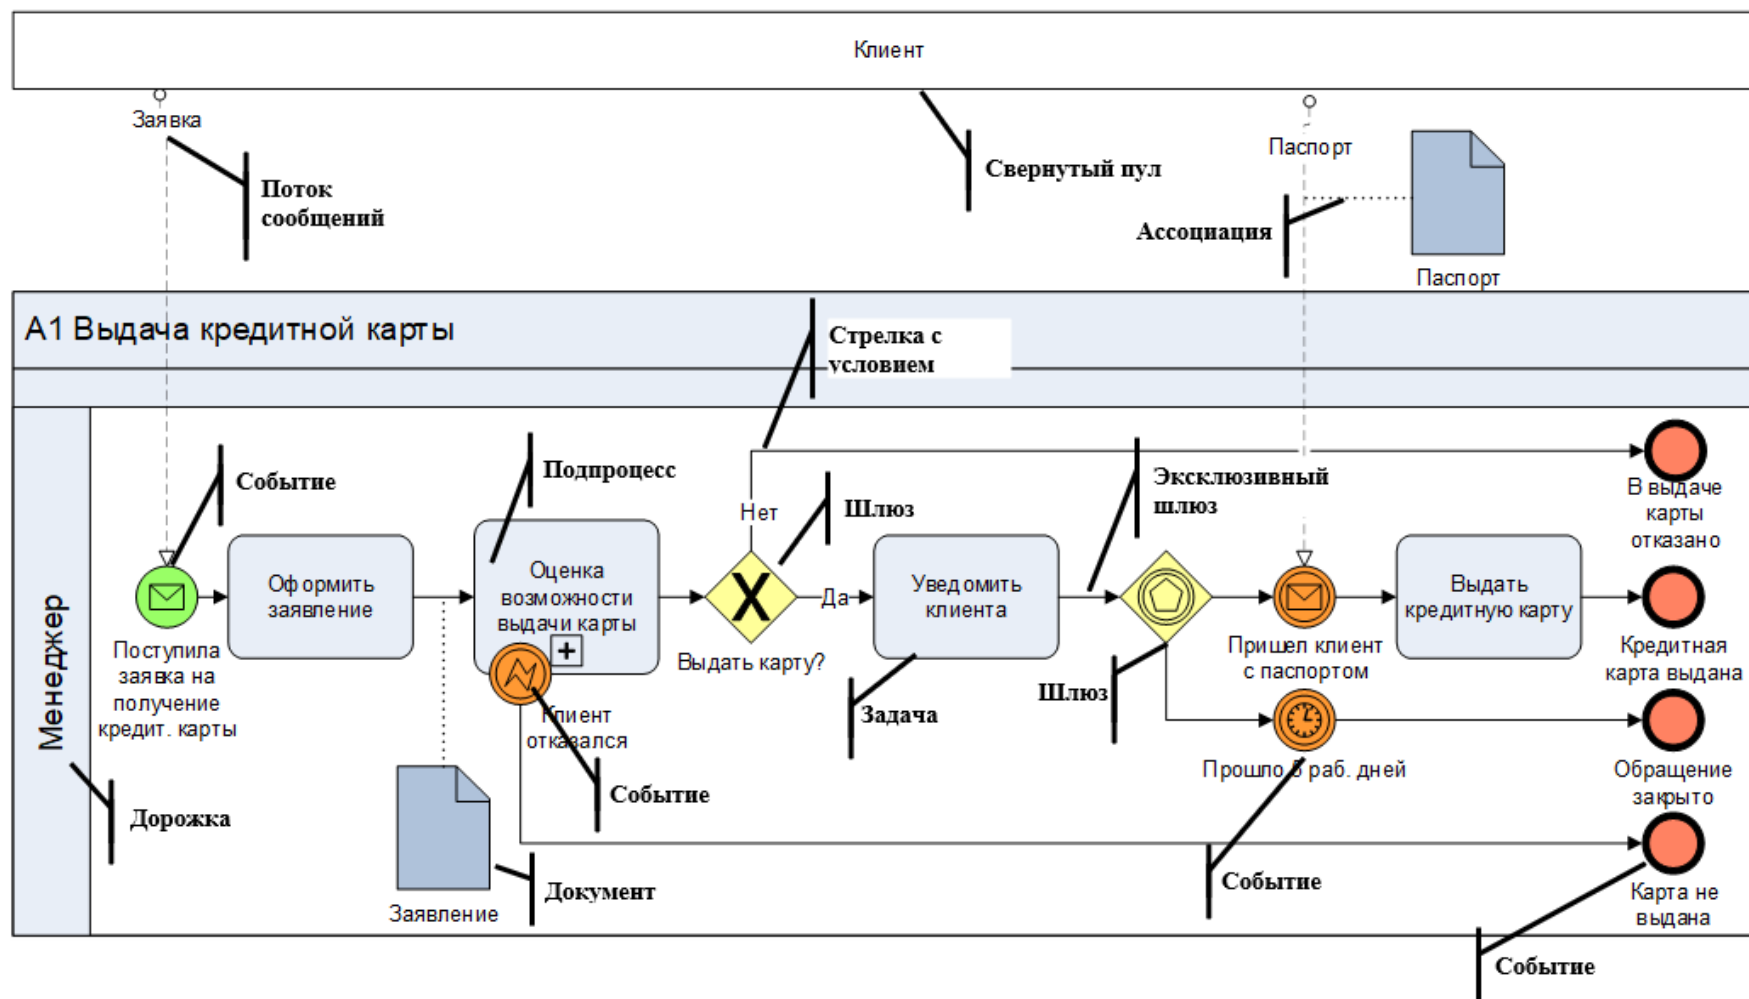 Клиент
Заявка
Поток
сообщений
Свернутый пул
Паспорт
Ассоциация
Паспорт
А1 Выдача кредитной карты
Стрелка с
условием
Менеджер
Событие
Подпроцесс
Нет
Шлюз
Эксклюзивный
шлюз
В выдаче
карты
отказано
Оформить
заявление
Оценка
возможности
выдачи карты
Да
Уведомить
клиента
Выдать
кредитную карту
Поступила
заявка на
получение
кредит. карты
Выдать карту?
Пришел клиент
с паспортом
Кредитная
карта выдана
Клиент
отказался
Задача
Шлюз
Прошло 5 раб. дней
Обращение
закрыто
Дорожка
Событие
Документ
Заявление
Событие
Карта не
выдана
Событие